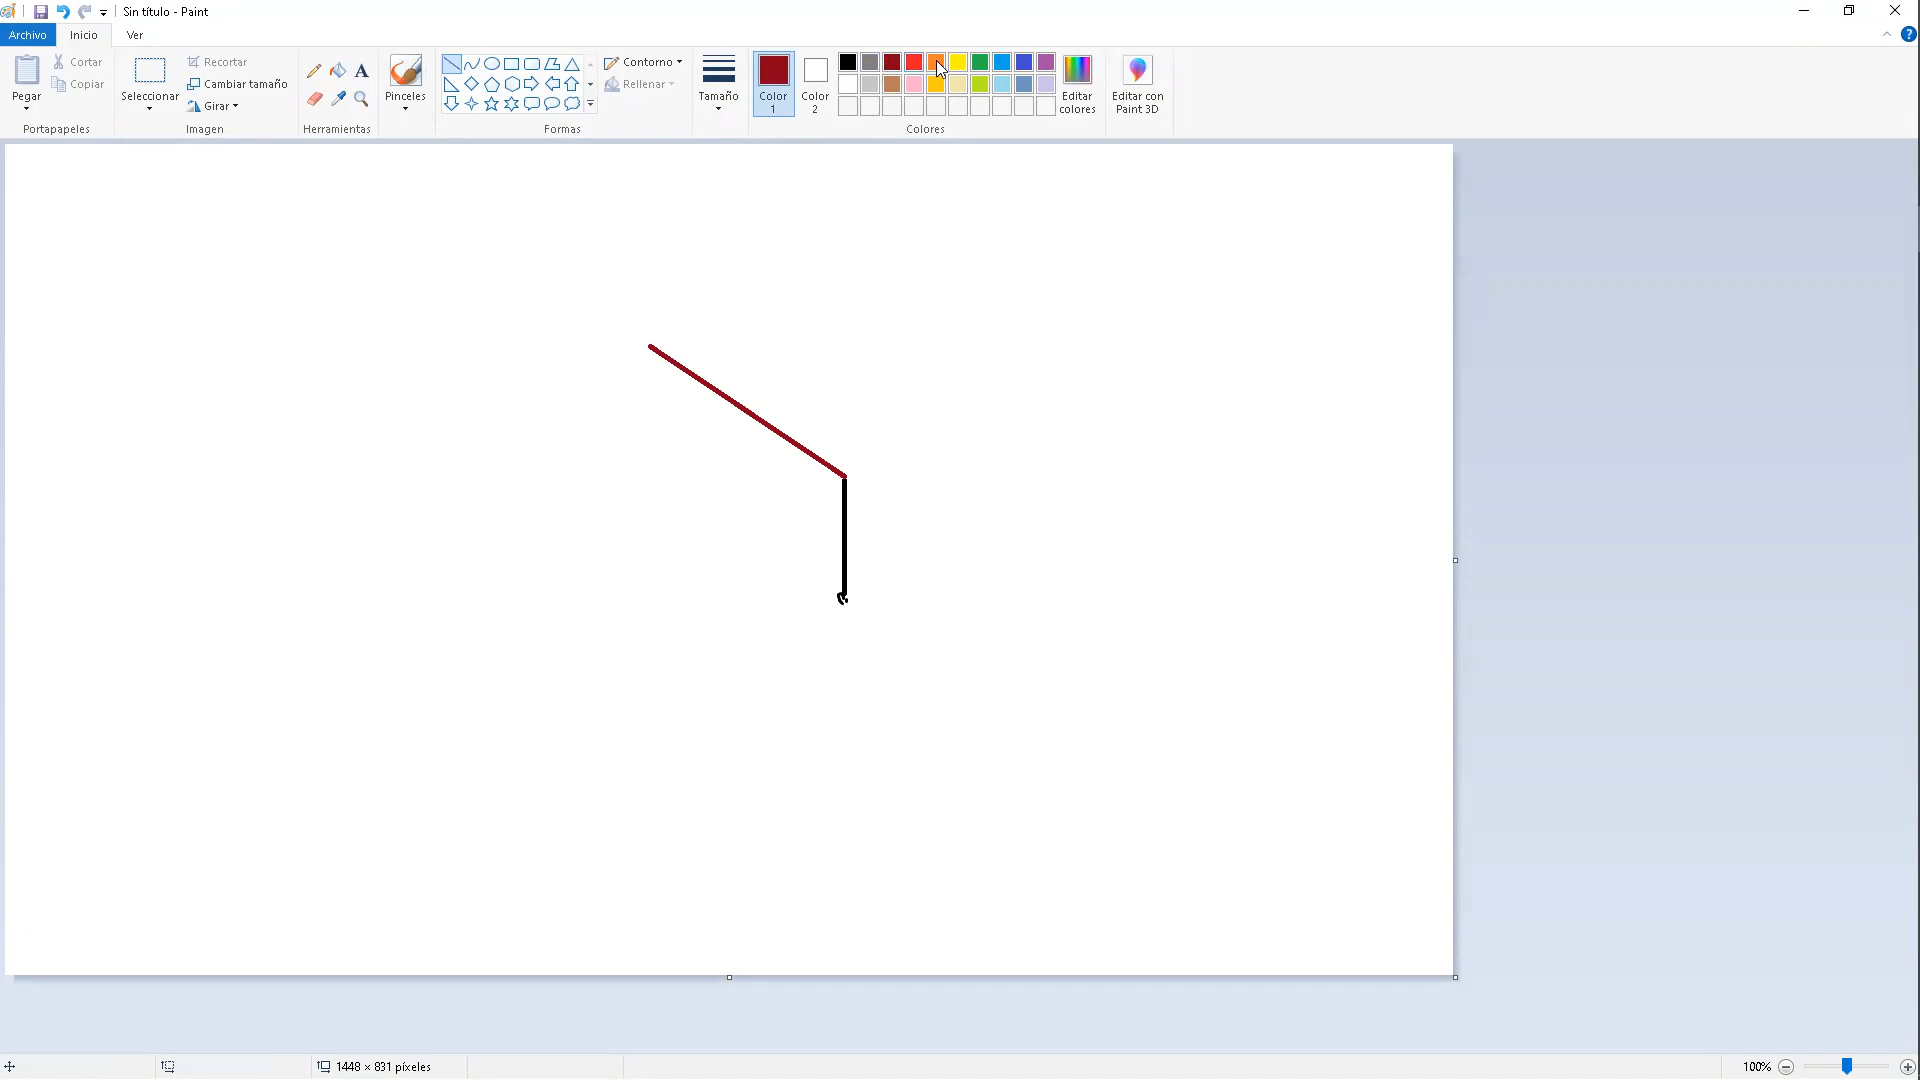 Sin título - Paint
Archivo Inicio Ver
Pegar
Cortar
Copiar
Portapapeles
Seleccionar
Recortar
Cambiar tamaño
Girar
Imagen
A
Herramientas
Pinceles
Contorno
Rellenar
Formas
Tamaño
Color
1
Color
2
Editar
colores
Colores
Editar con
Paint 3D
?
1448 × 831 píxeles
100%